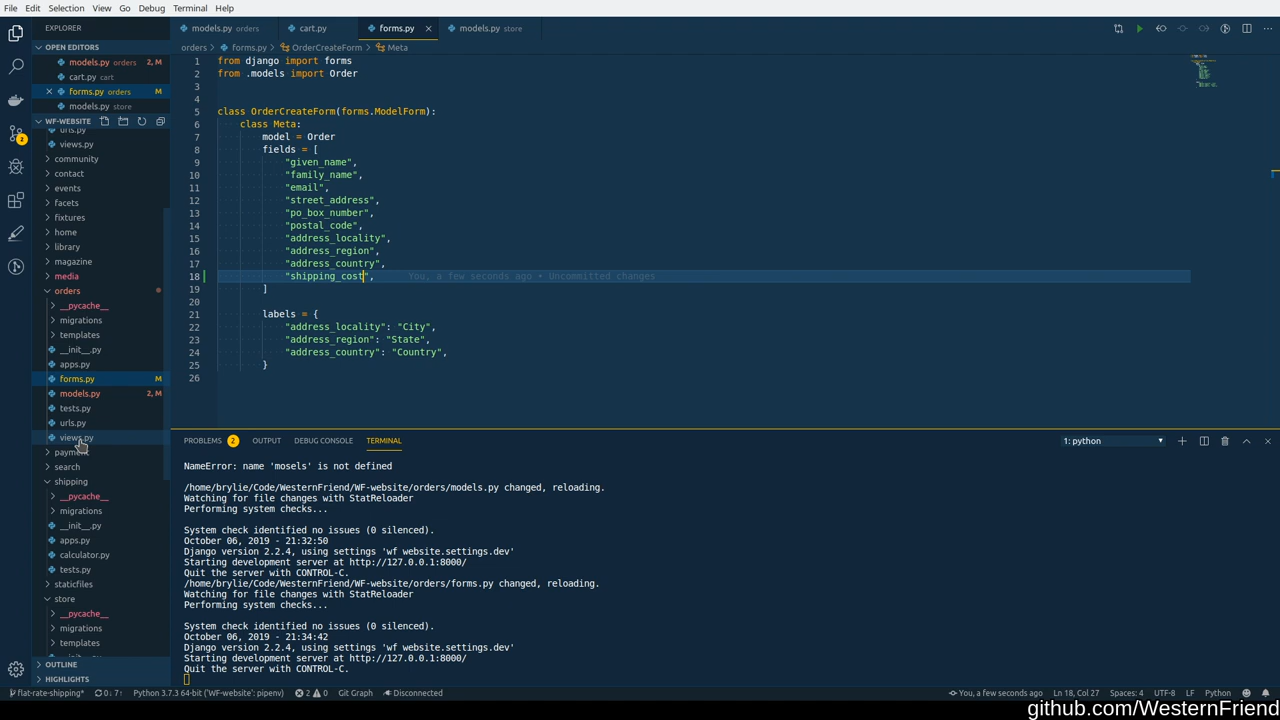 File Edit Selection View Go Debug Terminal Help
EXPLORER
OPEN EDITORS
models.py orders 2, M
cart.py cart
forms.py orders M
models.py store
WF-WEBSITE
urls.py
views.py
community
contact
events
facets
fixtures
home
library
magazine
media
orders
__pycache__
migrations
templates
__init__.py
apps.py
forms.py M
models.py 2, M
tests.py
urls.py
views.py
payment
search
shipping
__pycache__
migrations
__init__.py
apps.py
calculator.py
tests.py
staticfiles
store
__pycache__
migrations
templates
OUTLINE
HIGHLIGHTS
models.py orders cart.py forms.py models.py store
orders > forms.py > OrderCreateForm > Meta
1 from django import forms
2 from .models import Order
3
4
5 class OrderCreateForm(forms.ModelForm):
6 class Meta:
7 model = Order
8 fields = [
9 "given_name",
10 "family_name",
11 "email",
12 "street_address",
13 "po_box_number",
14 "postal_code",
15 "address_locality",
16 "address_region",
17 "address_country",
18 "shipping_cost", You, a few seconds ago • Uncommitted changes
19 ]
20
21 labels = {
22 "address_locality": "City",
23 "address_region": "State",
24 "address_country": "Country",
25 }
26
PROBLEMS 2 OUTPUT DEBUG CONSOLE TERMINAL 1: python
NameError: name 'mosels' is not defined
/home/brylie/Code/WesternFriend/WF-website/orders/models.py changed, reloading.
Watching for file changes with StatReloader
Performing system checks...
System check identified no issues (0 silenced).
October 06, 2019 - 21:32:50
Django version 2.2.4, using settings 'wf_website.settings.dev'
Starting development server at http://127.0.0.1:8000/
Quit the server with CONTROL-C.
/home/brylie/Code/WesternFriend/WF-website/orders/forms.py changed, reloading.
Watching for file changes with StatReloader
Performing system checks...
System check identified no issues (0 silenced).
October 06, 2019 - 21:34:42
Django version 2.2.4, using settings 'wf_website.settings.dev'
Starting development server at http://127.0.0.1:8000/
Quit the server with CONTROL-C.
2
flat-rate-shipping* 0↓ 7↑ Python 3.7.3 64-bit ('WF-website': pipenv) 2 0 Git Graph Disconnected You, a few seconds ago Ln 18, Col 27 Spaces: 4 UTF-8 LF Python
github.com/WesternFriend